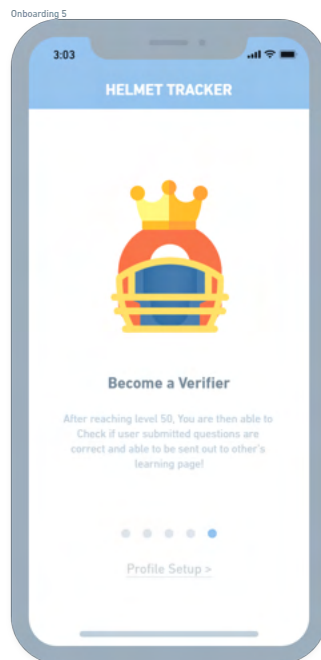 Onboarding 5
3:03
HELMET TRACKER
Become a Verifier
After reaching level 50, You are then able to
Check if user submitted questions are
correct and able to be sent out to other's
learning page!
Profile Setup >